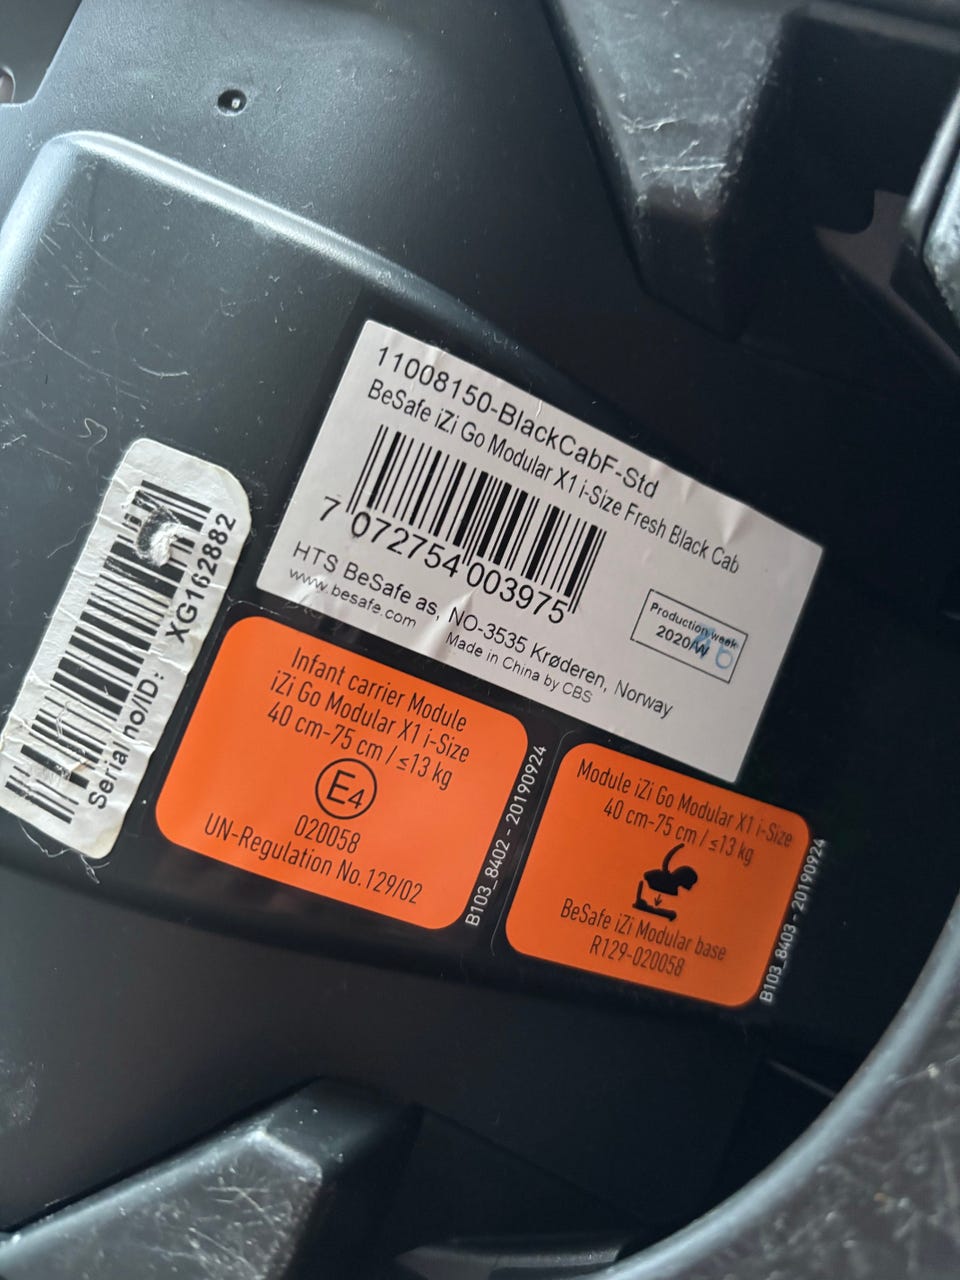 11008150-BlackCabF-Std
BeSafe iZi Go Modular X1 i-Size Fresh Black Cab
7 072754 003975
HTS BeSafe as, NO-3535 Krøderen, Norway
www.besafe.com
Made in China by CBS
Production week
2020/W
Serial no/ID: XG162882
Infant carrier Module
iZi Go Modular X1 i-Size
40 cm-75 cm / ≤13 kg
E4
020058
UN-Regulation No.129/02
B103_8402 - 20190924
Module iZi Go Modular X1 i-Size
40 cm-75 cm / ≤13 kg
BeSafe iZi Modular base
R129-020058
B103_8403 - 20190924